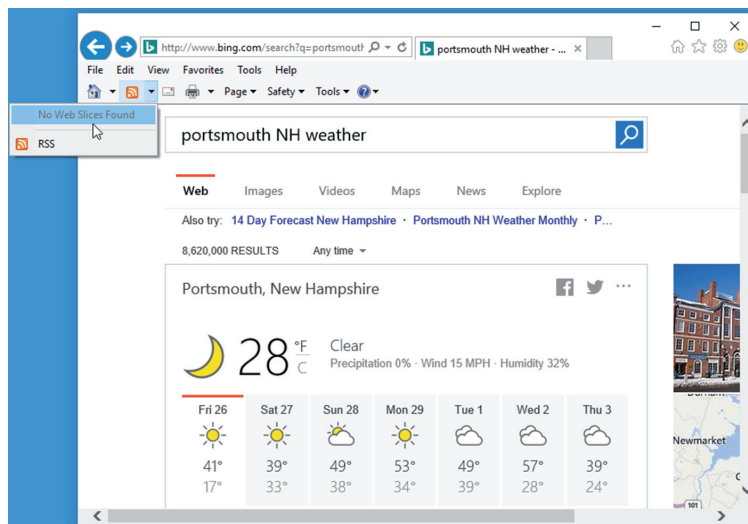 http://www.bing.com/search?q=portsmouth
portsmouth NH weather - ...
File Edit View Favorites Tools Help
Page Safety Tools
No Web Slices Found
RSS
portsmouth NH weather
Web Images Videos Maps News Explore
Also try: 14 Day Forecast New Hampshire · Portsmouth NH Weather Monthly · P...
8,620,000 RESULTS Any time
Portsmouth, New Hampshire
28 °F C
Clear
Precipitation 0% · Wind 15 MPH · Humidity 32%
Fri 26 Sat 27 Sun 28 Mon 29 Tue 1 Wed 2 Thu 3
41° 39° 49° 53° 49° 57° 39°
17° 33° 38° 34° 39° 28° 24°
Newmarket
101